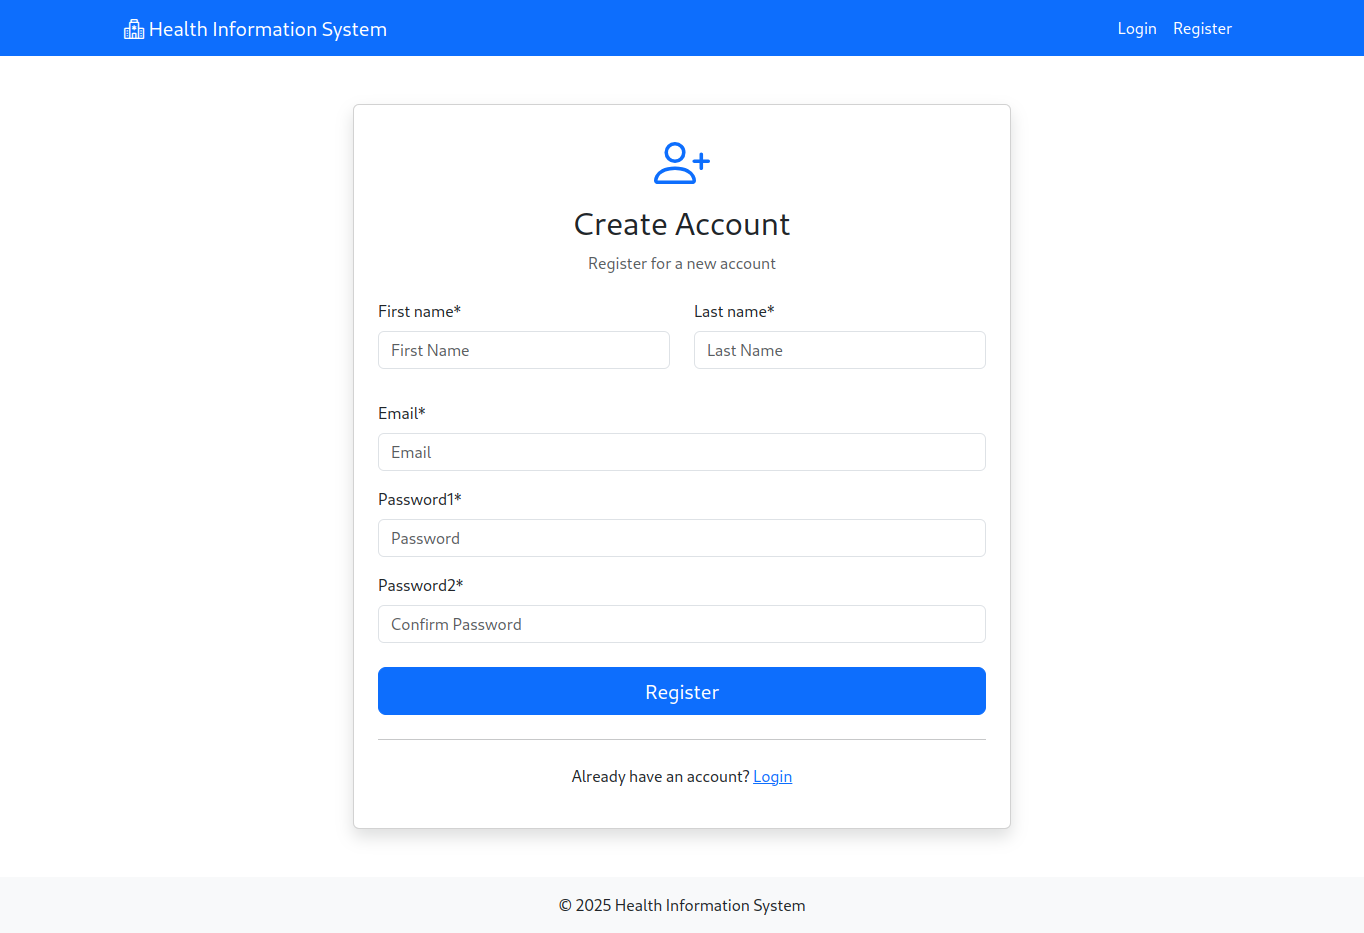 Health Information System
Login Register
Create Account
Register for a new account
First name* Last name*
First Name Last Name
Email*
Email
Password1*
Password
Password2*
Confirm Password
Register
Already have an account? Login
© 2025 Health Information System